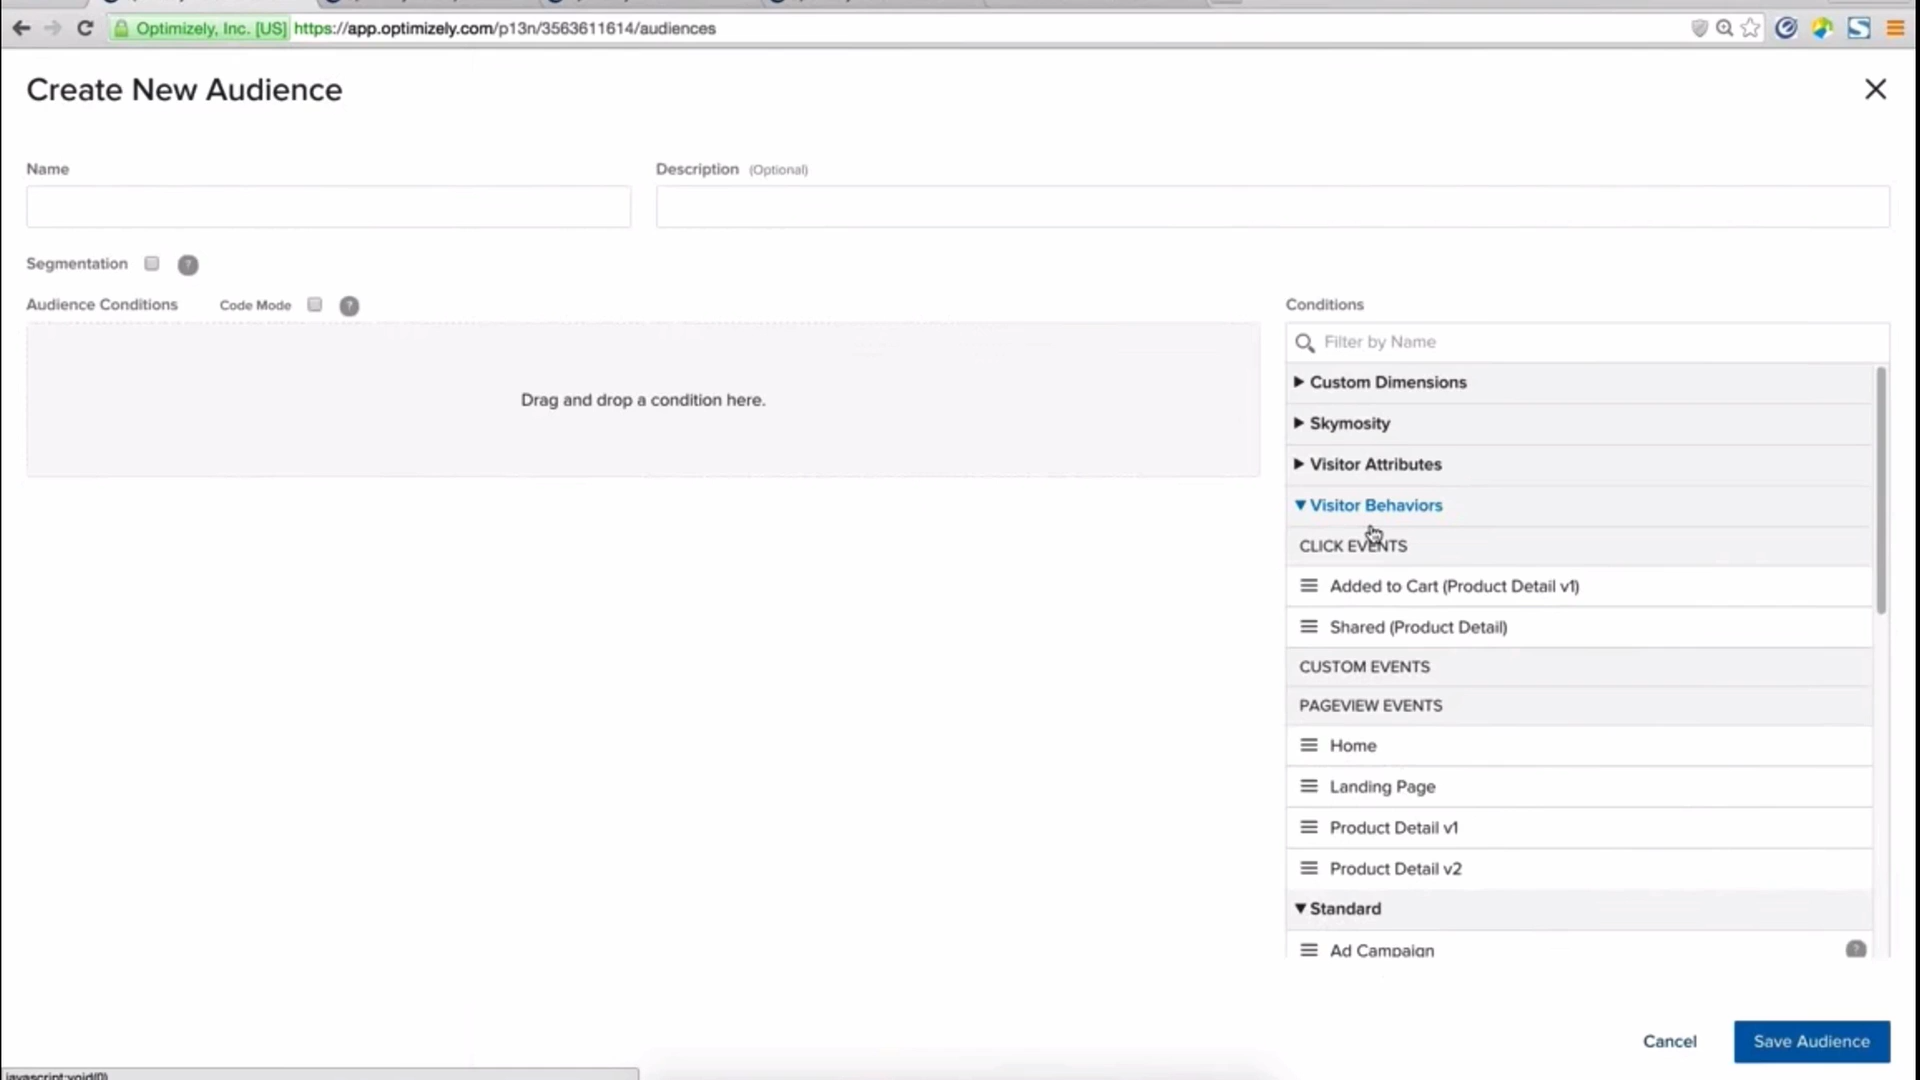 Optimizely, Inc. [US] https://app.optimizely.com/p13n/3563611614/audiences
Create New Audience
Name
Description (Optional)
Segmentation ?
Audience Conditions Code Mode ?
Drag and drop a condition here.
Conditions
Filter by Name
Custom Dimensions
Skymosity
Visitor Attributes
Visitor Behaviors
CLICK EVENTS
Added to Cart (Product Detail v1)
Shared (Product Detail)
CUSTOM EVENTS
PAGEVIEW EVENTS
Home
Landing Page
Product Detail v1
Product Detail v2
Standard
Ad Campaign ?
Cancel
Save Audience
javascript:void(0)